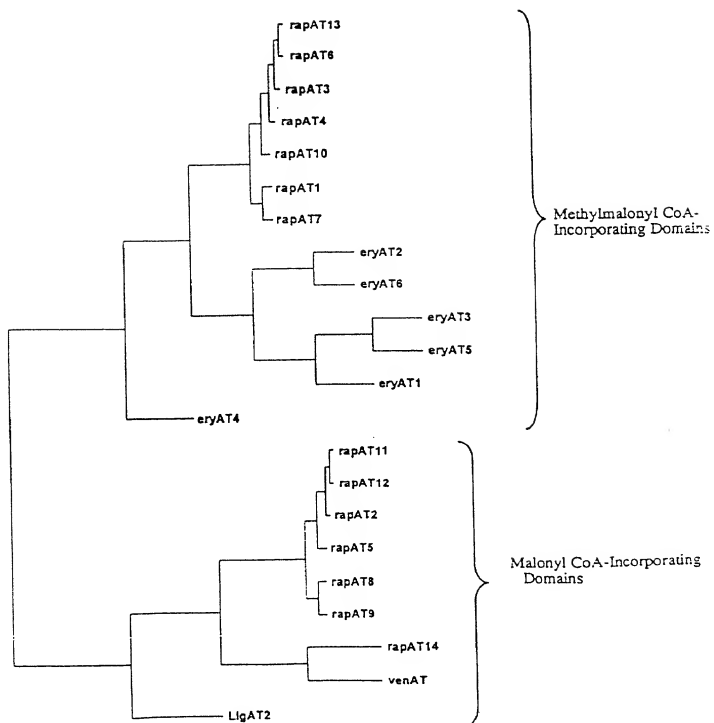 rapAT13
rapAT6
rapAT3
rapAT4
rapAT10
rapAT1
rapAT7
Methylmalonyl CoA-
Incorporating Domains
eryAT2
eryAT6
eryAT3
eryAT5
eryAT1
eryAT4
rapAT11
rapAT12
rapAT2
rapAT5
rapAT8
rapAT9
Malonyl CoA-Incorporating
Domains
rapAT14
venAT
LigAT2